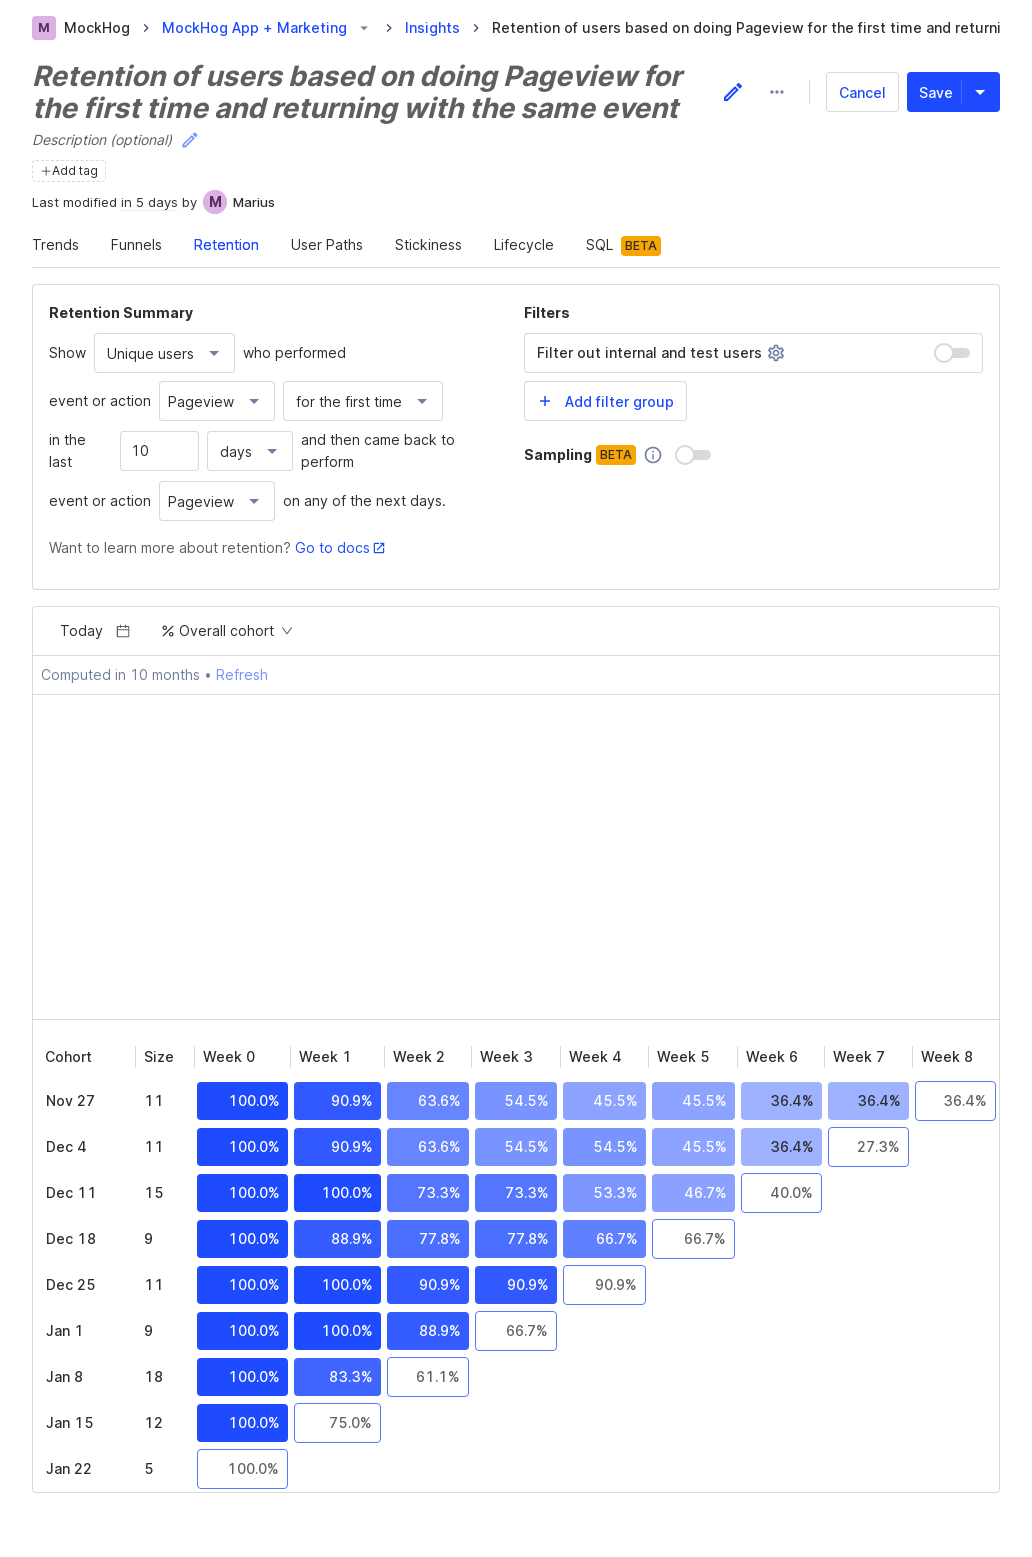 M MockHog > MockHog App + Marketing > Insights > Retention of users based on doing Pageview for the first time and returni
Retention of users based on doing Pageview for
the first time and returning with the same event
Cancel
Save
Description (optional)
+Add tag
Last modified in 5 days by M Marius
Trends Funnels Retention User Paths Stickiness Lifecycle SQL BETA
Retention Summary
Show Unique users who performed
event or action Pageview for the first time
in the last 10 days and then came back to perform
event or action Pageview on any of the next days.
Want to learn more about retention? Go to docs
Filters
Filter out internal and test users
+ Add filter group
Sampling BETA
Today % Overall cohort
Computed in 10 months • Refresh
Cohort Size Week 0 Week 1 Week 2 Week 3 Week 4 Week 5 Week 6 Week 7 Week 8
Nov 27 11 100.0% 90.9% 63.6% 54.5% 45.5% 45.5% 36.4% 36.4% 36.4%
Dec 4 11 100.0% 90.9% 63.6% 54.5% 54.5% 45.5% 36.4% 27.3%
Dec 11 15 100.0% 100.0% 73.3% 73.3% 53.3% 46.7% 40.0%
Dec 18 9 100.0% 88.9% 77.8% 77.8% 66.7% 66.7%
Dec 25 11 100.0% 100.0% 90.9% 90.9% 90.9%
Jan 1 9 100.0% 100.0% 88.9% 66.7%
Jan 8 18 100.0% 83.3% 61.1%
Jan 15 12 100.0% 75.0%
Jan 22 5 100.0%